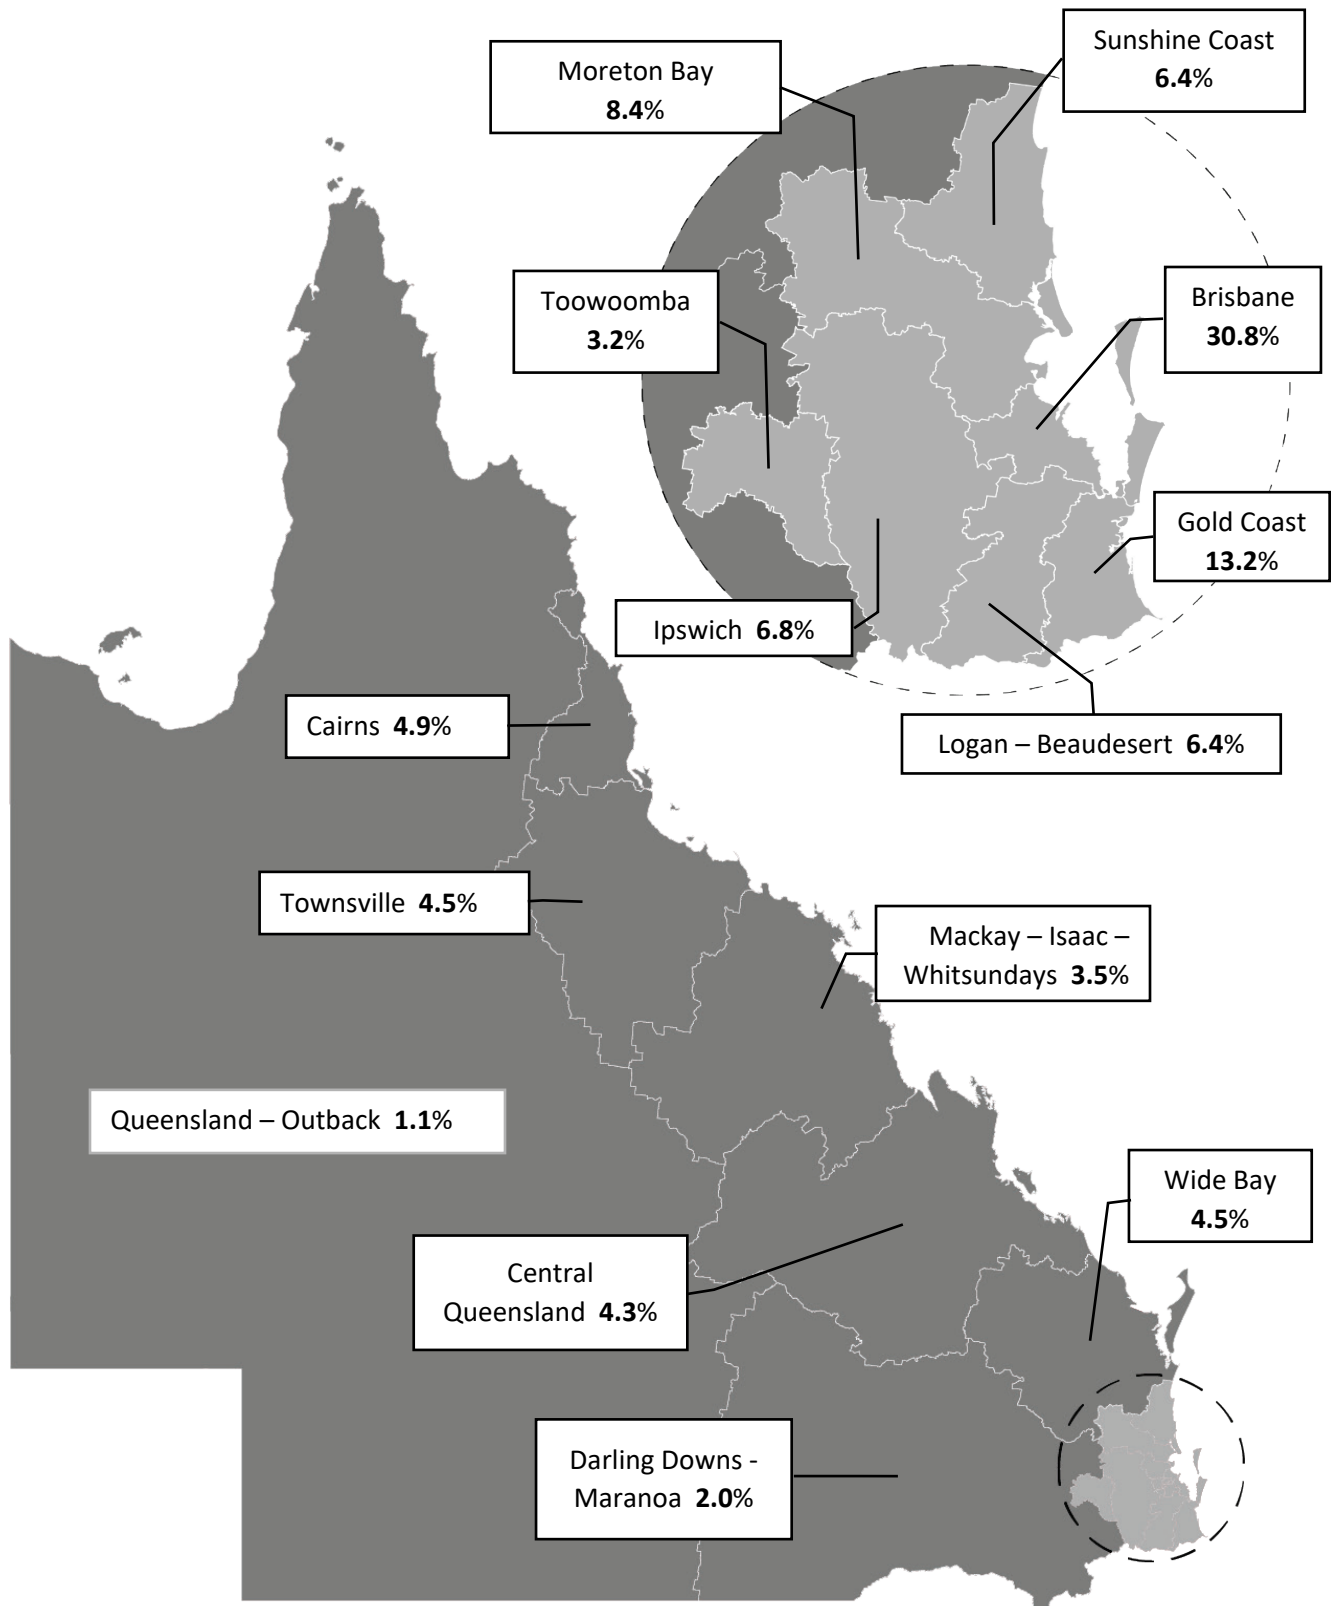 Sunshine Coast
6.4%
Moreton Bay
8.4%
Toowoomba
3.2%
Brisbane
30.8%
Gold Coast
13.2%
Ipswich 6.8%
Logan – Beaudesert 6.4%
Cairns 4.9%
Townsville 4.5%
Mackay – Isaac –
Whitsundays 3.5%
Queensland – Outback 1.1%
Wide Bay
4.5%
Central
Queensland 4.3%
Darling Downs -
Maranoa 2.0%